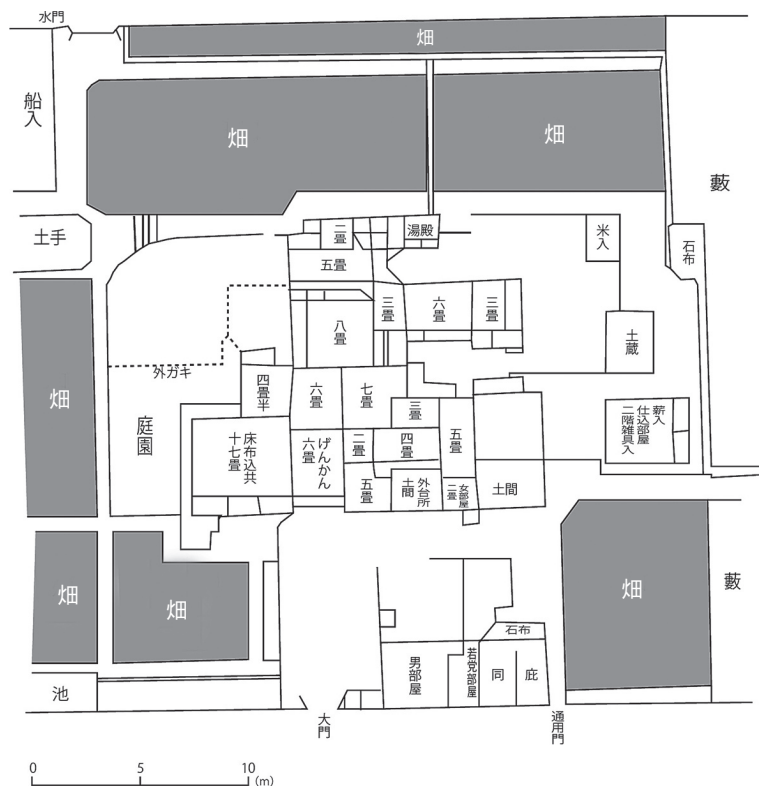 水門
畑
船入
畑
畑
藪
土手
二畳
湯殿
米入
石布
五畳
三畳
六畳
三畳
八畳
土蔵
外ガキ
畑
四畳半
六畳
七畳
庭園
三畳
薪入
仕込部屋
二階雑具入
床布込共
十七畳
げんかん
六畳
二畳
四畳
五畳
五畳
外台所
土間
女部屋
二畳
土間
畑
畑
畑
藪
石布
男部屋
若党部屋
同
庇
池
大門
通用門
0 5 10 (m)